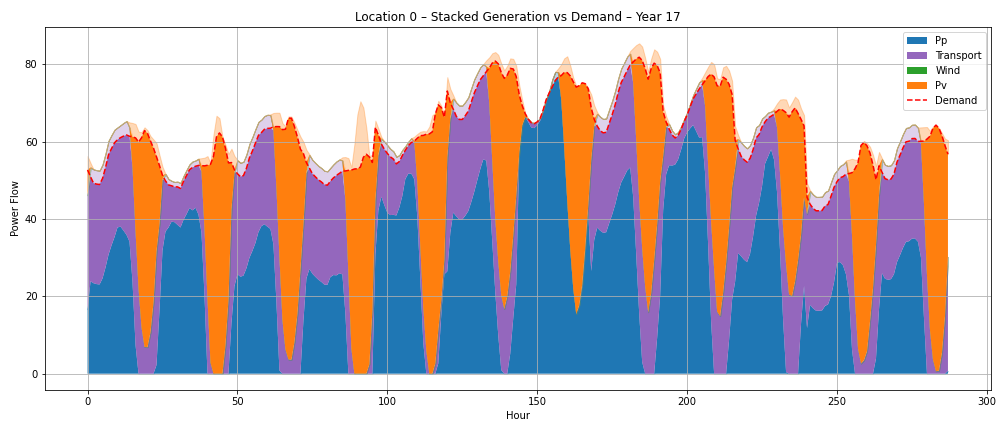 Location 0 – Stacked Generation vs Demand – Year 17
Pp
Transport
Wind
Pv
Demand
Power Flow
80
60
40
20
0
0 50 100 150 200 250 300
Hour